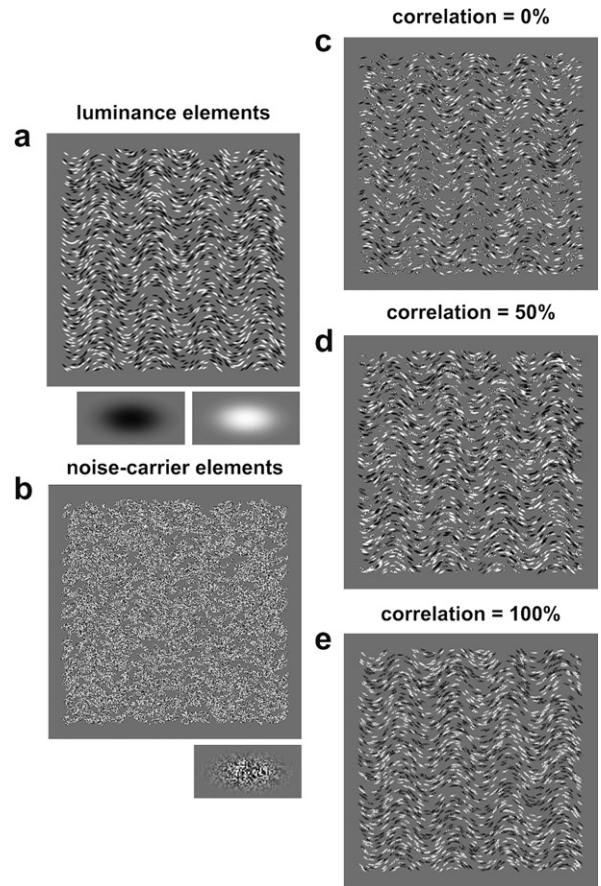 luminance elements
a
noise-carrier elements
b
correlation = 0%
c
correlation = 50%
d
correlation = 100%
e